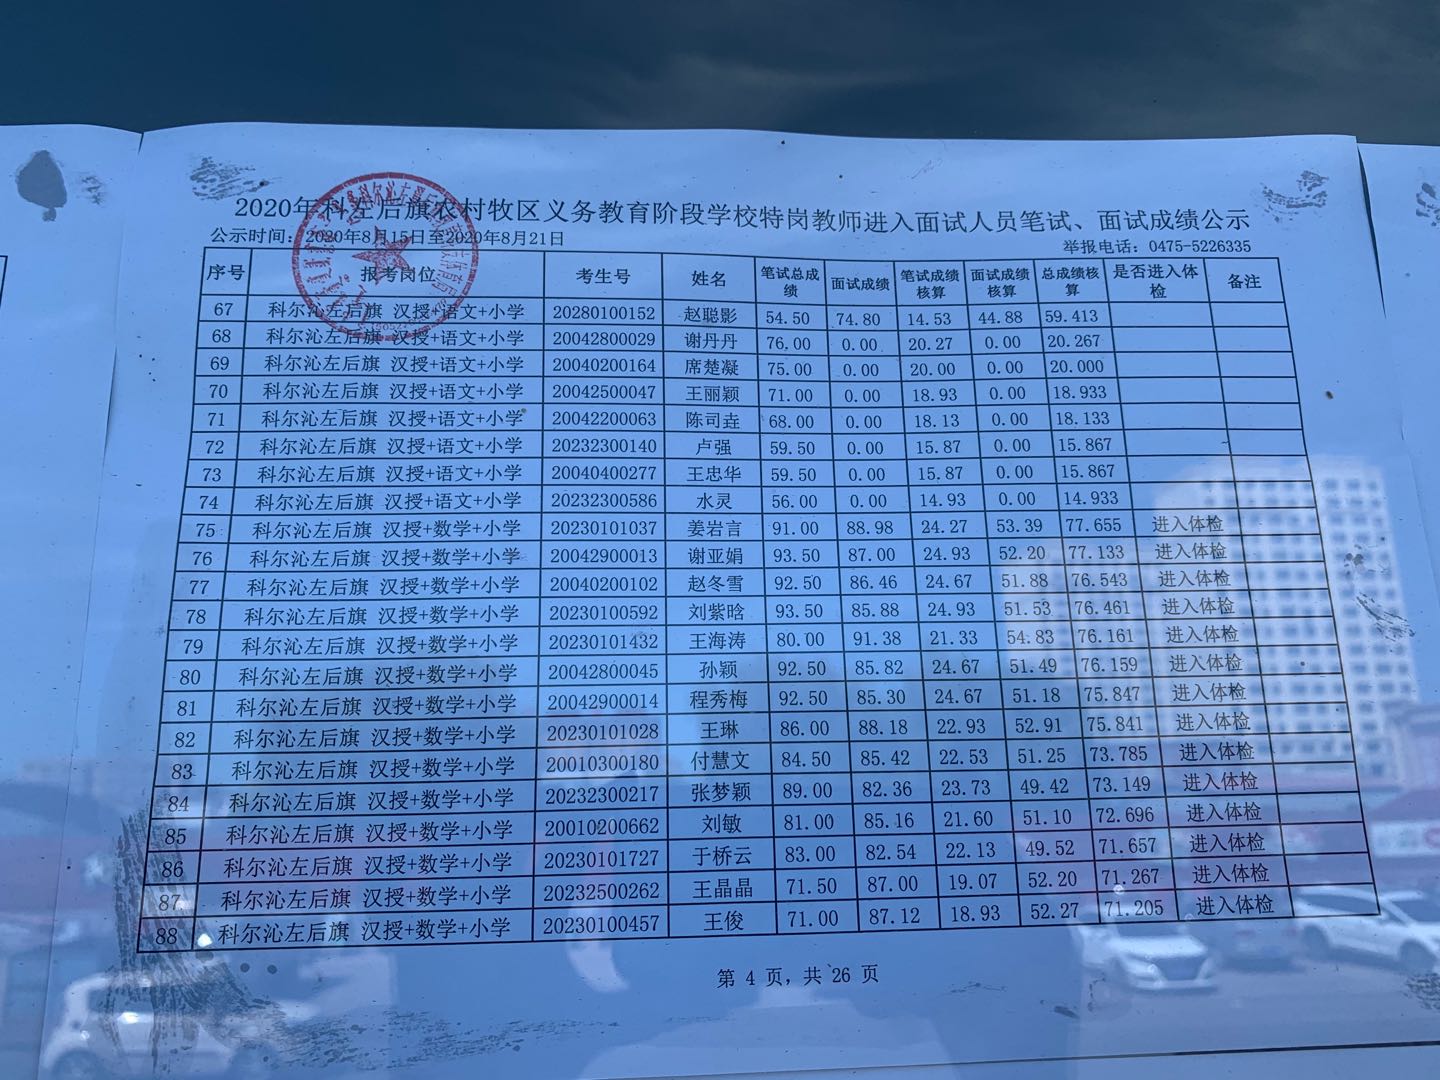 2020年科左后旗农村牧区义务教育阶段学校特岗教师进入面试人员笔试、面试成绩公示
公示时间：2020年8月15日至2020年8月21日 举报电话：0475-5226335
序号 报考岗位 考生号 姓名 笔试总成绩 面试成绩 笔试成绩核算 面试成绩核算 总成绩核算 是否进入体检 备注
67 科尔沁左后旗 汉授+语文+小学 20280100152 赵聪影 54.50 74.80 14.53 44.88 59.413
68 科尔沁左后旗 汉授+语文+小学 20042800029 谢丹丹 76.00 0.00 20.27 0.00 20.267
69 科尔沁左后旗 汉授+语文+小学 20040200164 席楚凝 75.00 0.00 20.00 0.00 20.000
70 科尔沁左后旗 汉授+语文+小学 20042500047 王丽颖 71.00 0.00 18.93 0.00 18.933
71 科尔沁左后旗 汉授+语文+小学 20042200063 陈司垚 68.00 0.00 18.13 0.00 18.133
72 科尔沁左后旗 汉授+语文+小学 20232300140 卢强 59.50 0.00 15.87 0.00 15.867
73 科尔沁左后旗 汉授+语文+小学 20040400277 王忠华 59.50 0.00 15.87 0.00 15.867
74 科尔沁左后旗 汉授+语文+小学 20232300586 水灵 56.00 0.00 14.93 0.00 14.933
75 科尔沁左后旗 汉授+数学+小学 20230101037 姜岩言 91.00 88.98 24.27 53.39 77.655 进入体检
76 科尔沁左后旗 汉授+数学+小学 20042900013 谢亚娟 93.50 87.00 24.93 52.20 77.133 进入体检
77 科尔沁左后旗 汉授+数学+小学 20040200102 赵冬雪 92.50 86.46 24.67 51.88 76.543 进入体检
78 科尔沁左后旗 汉授+数学+小学 20230100592 刘紫晗 93.50 85.88 24.93 51.53 76.461 进入体检
79 科尔沁左后旗 汉授+数学+小学 20230101432 王海涛 80.00 91.38 21.33 54.83 76.161 进入体检
80 科尔沁左后旗 汉授+数学+小学 20042800045 孙颖 92.50 85.82 24.67 51.49 76.159 进入体检
81 科尔沁左后旗 汉授+数学+小学 20042900014 程秀梅 92.50 85.30 24.67 51.18 75.847 进入体检
82 科尔沁左后旗 汉授+数学+小学 20230101028 王琳 86.00 88.18 22.93 52.91 75.841 进入体检
83 科尔沁左后旗 汉授+数学+小学 20010300180 付慧文 84.50 85.42 22.53 51.25 73.785 进入体检
84 科尔沁左后旗 汉授+数学+小学 20232300217 张梦颖 89.00 82.36 23.73 49.42 73.149 进入体检
85 科尔沁左后旗 汉授+数学+小学 20010200662 刘敏 81.00 85.16 21.60 51.10 72.696 进入体检
86 科尔沁左后旗 汉授+数学+小学 20230101727 于桥云 83.00 82.54 22.13 49.52 71.657 进入体检
87 科尔沁左后旗 汉授+数学+小学 20232500262 王晶晶 71.50 87.00 19.07 52.20 71.267 进入体检
88 科尔沁左后旗 汉授+数学+小学 20230100457 王俊 71.00 87.12 18.93 52.27 71.205 进入体检
第 4 页，共 26 页